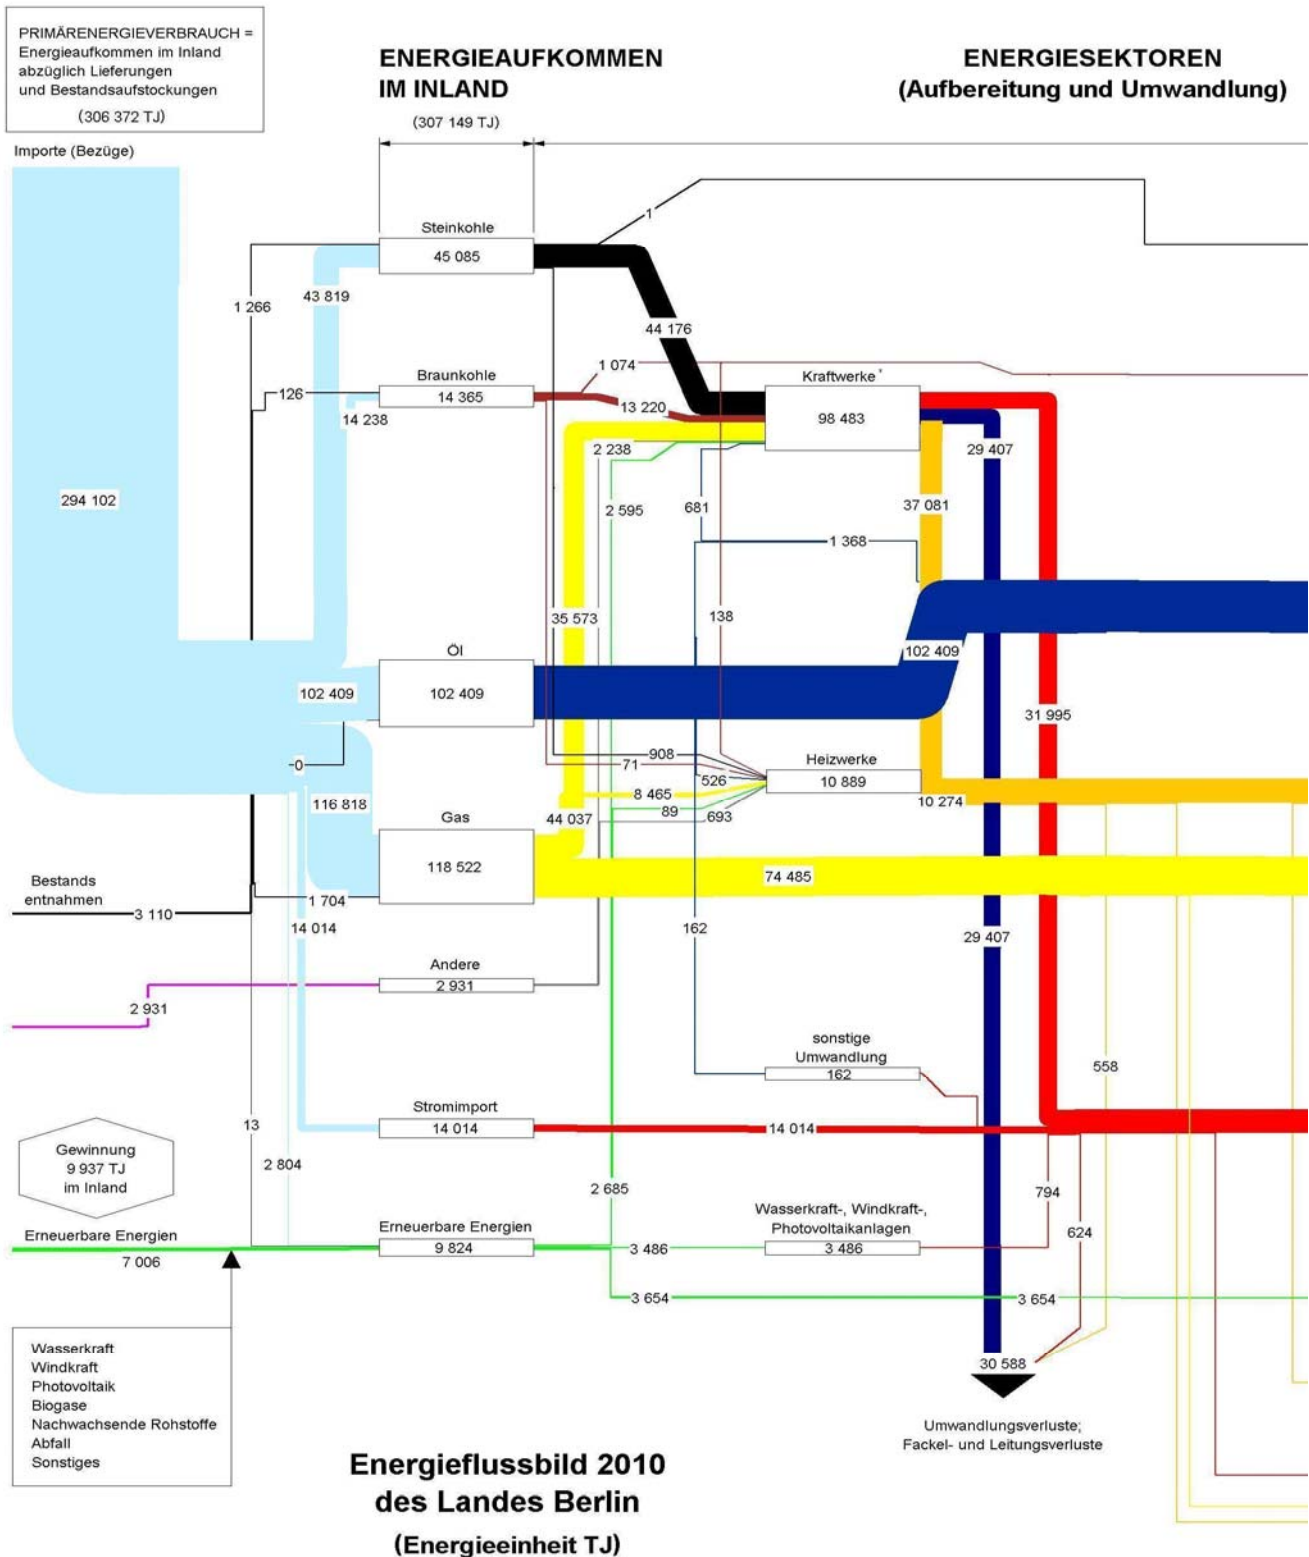 PRIMÄRENERGIEVERBRAUCH =
Energieaufkommen im Inland
abzüglich Lieferungen
und Bestandsaufstockungen
(306 372 TJ)
ENERGIEAUFKOMMEN
IM INLAND
(307 149 TJ)
ENERGIESEKTOREN
(Aufbereitung und Umwandlung)
Importe (Bezüge)
1
Steinkohle
45 085
43 819
1 266
44 176
1 074
Braunkohle
14 365
126
14 238
13 220
Kraftwerke
98 483
2 238
29 407
294 102
2 595
681
37 081
1 368
35 573
138
Öl
102 409
102 409
102 409
31 995
0
908
71
526
Heizwerke
10 889
116 818
8 465
10 274
89
693
44 037
Gas
118 522
74 485
Bestands
entnahmen
3 110
1 704
14 014
162
29 407
Andere
2 931
2 931
sonstige
Umwandlung
162
558
Stromimport
14 014
14 014
13
Gewinnung
9 937 TJ
im Inland
2 804
2 685
794
Wasserkraft-, Windkraft-,
Photovoltaikanlagen
3 486
Erneuerbare Energien
7 006
Erneuerbare Energien
9 824
3 486
624
3 654
3 654
Wasserkraft
Windkraft
Photovoltaik
Biogase
Nachwachsende Rohstoffe
Abfall
Sonstiges
30 588
Umwandlungsverluste;
Fackel- und Leitungsverluste
Energieflussbild 2010
des Landes Berlin
(Energieeinheit TJ)